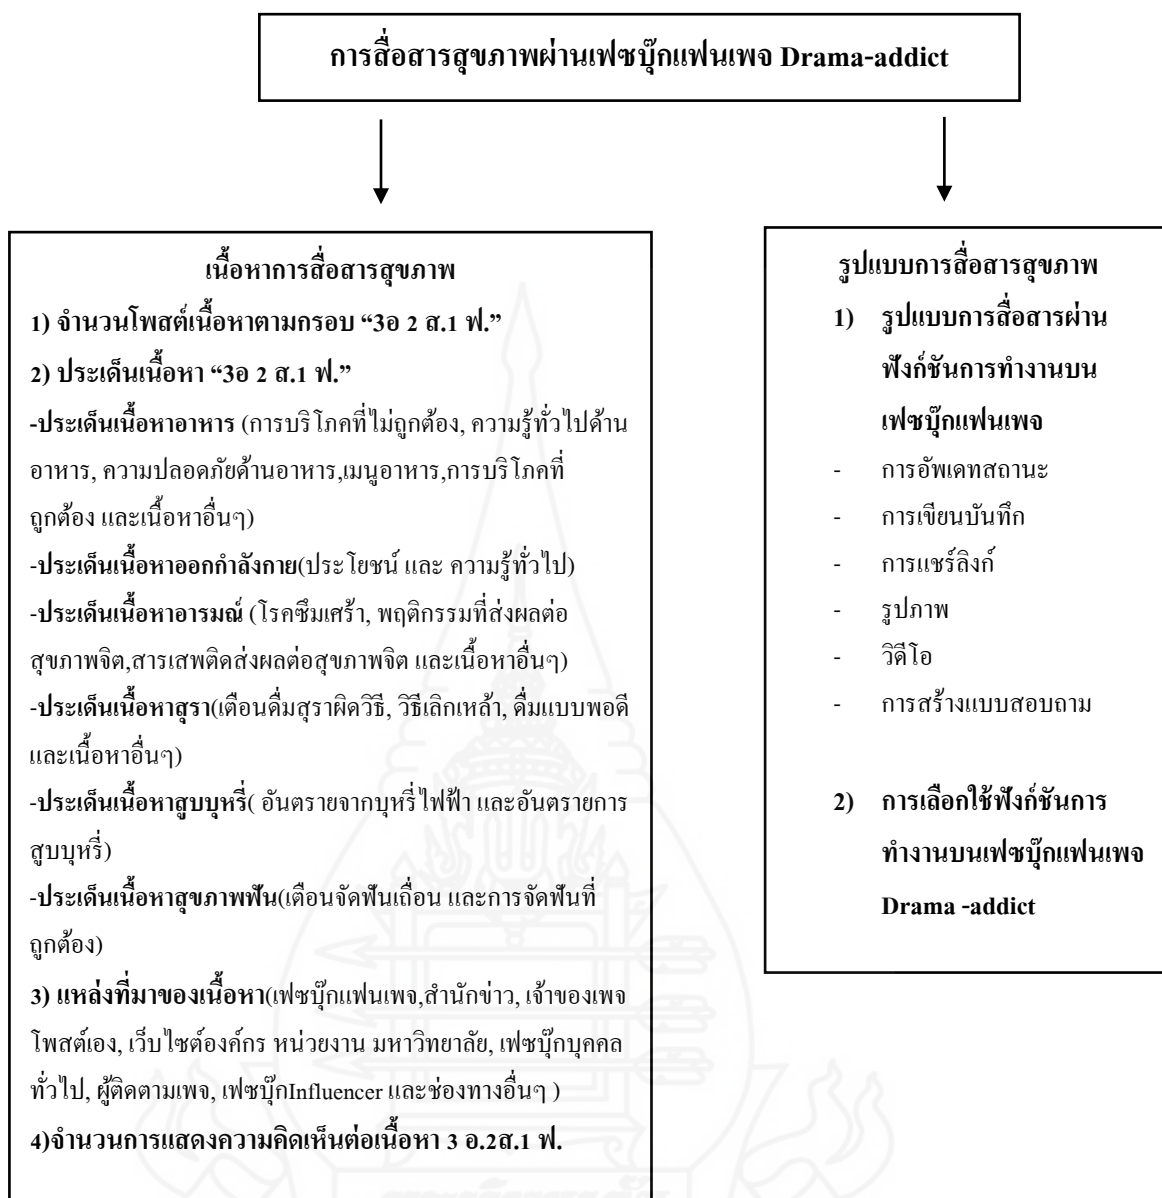 การสื่อสารสุขภาพผ่านเฟซบุ๊กแฟนเพจ Drama-addict
เนื้อหาการสื่อสารสุขภาพ
1) จำนวนโพสต์เนื้อหาตามกรอบ “3อ 2 ส.1 ฟ.”
2) ประเด็นเนื้อหา “3อ 2 ส.1 ฟ.”
-ประเด็นเนื้อหาอาหาร (การบริโภคที่ไม่ถูกต้อง, ความรู้ทั่วไปด้าน
อาหาร, ความปลอดภัยด้านอาหาร,เมนูอาหาร,การบริโภคที่
ถูกต้อง และเนื้อหาอื่นๆ)
-ประเด็นเนื้อหาออกกำลังกาย(ประโยชน์ และ ความรู้ทั่วไป)
-ประเด็นเนื้อหาอารมณ์ (โรคซึมเศร้า, พฤติกรรมที่ส่งผลต่อ
สุขภาพจิต,สารเสพติดส่งผลต่อสุขภาพจิต และเนื้อหาอื่นๆ)
-ประเด็นเนื้อหาสุรา(เตือนดื่มสุราผิดวิธี, วิธีเลิกเหล้า, ดื่มแบบพอดี
และเนื้อหาอื่นๆ)
-ประเด็นเนื้อหาสูบบุหรี่( อันตรายจากบุหรี่ไฟฟ้า และอันตรายการ
สูบบุหรี่)
-ประเด็นเนื้อหาสุขภาพฟัน(เตือนจัดฟันเถื่อน และการจัดฟันที่
ถูกต้อง)
3) แหล่งที่มาของเนื้อหา(เฟซบุ๊กแฟนเพจ,สำนักข่าว, เจ้าของเพจ
โพสต์เอง, เว็บไซต์องค์กร หน่วยงาน มหาวิทยาลัย, เฟซบุ๊กบุคคล
ทั่วไป, ผู้ติดตามเพจ, เฟซบุ๊กInfluencer และช่องทางอื่นๆ )
4)จำนวนการแสดงความคิดเห็นต่อเนื้อหา 3 อ.2ส.1 ฟ.
รูปแบบการสื่อสารสุขภาพ
1) รูปแบบการสื่อสารผ่าน
ฟังก์ชันการทำงานบน
เฟซบุ๊กแฟนเพจ
- การอัพเดทสถานะ
- การเขียนบันทึก
- การแชร์ลิงก์
- รูปภาพ
- วิดีโอ
- การสร้างแบบสอบถาม
2) การเลือกใช้ฟังก์ชันการ
ทำงานบนเฟซบุ๊กแฟนเพจ
Drama -addict